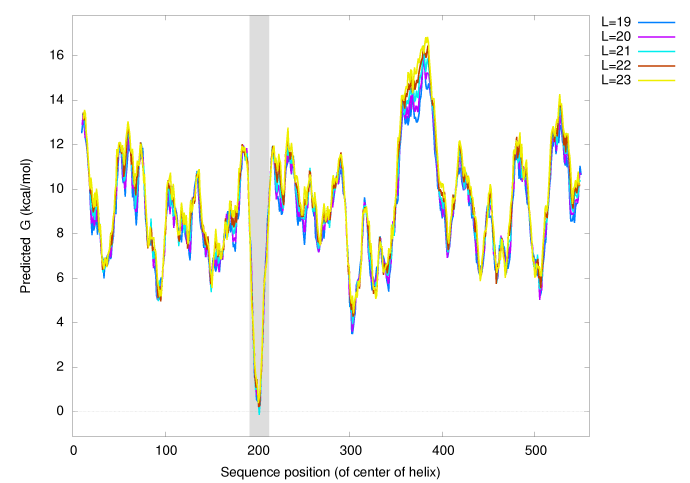 L=19
L=20
L=21
L=22
L=23
16
14
12
10
8
6
4
2
0
Predicted G (kcal/mol)
0 100 200 300 400 500
Sequence position (of center of helix)